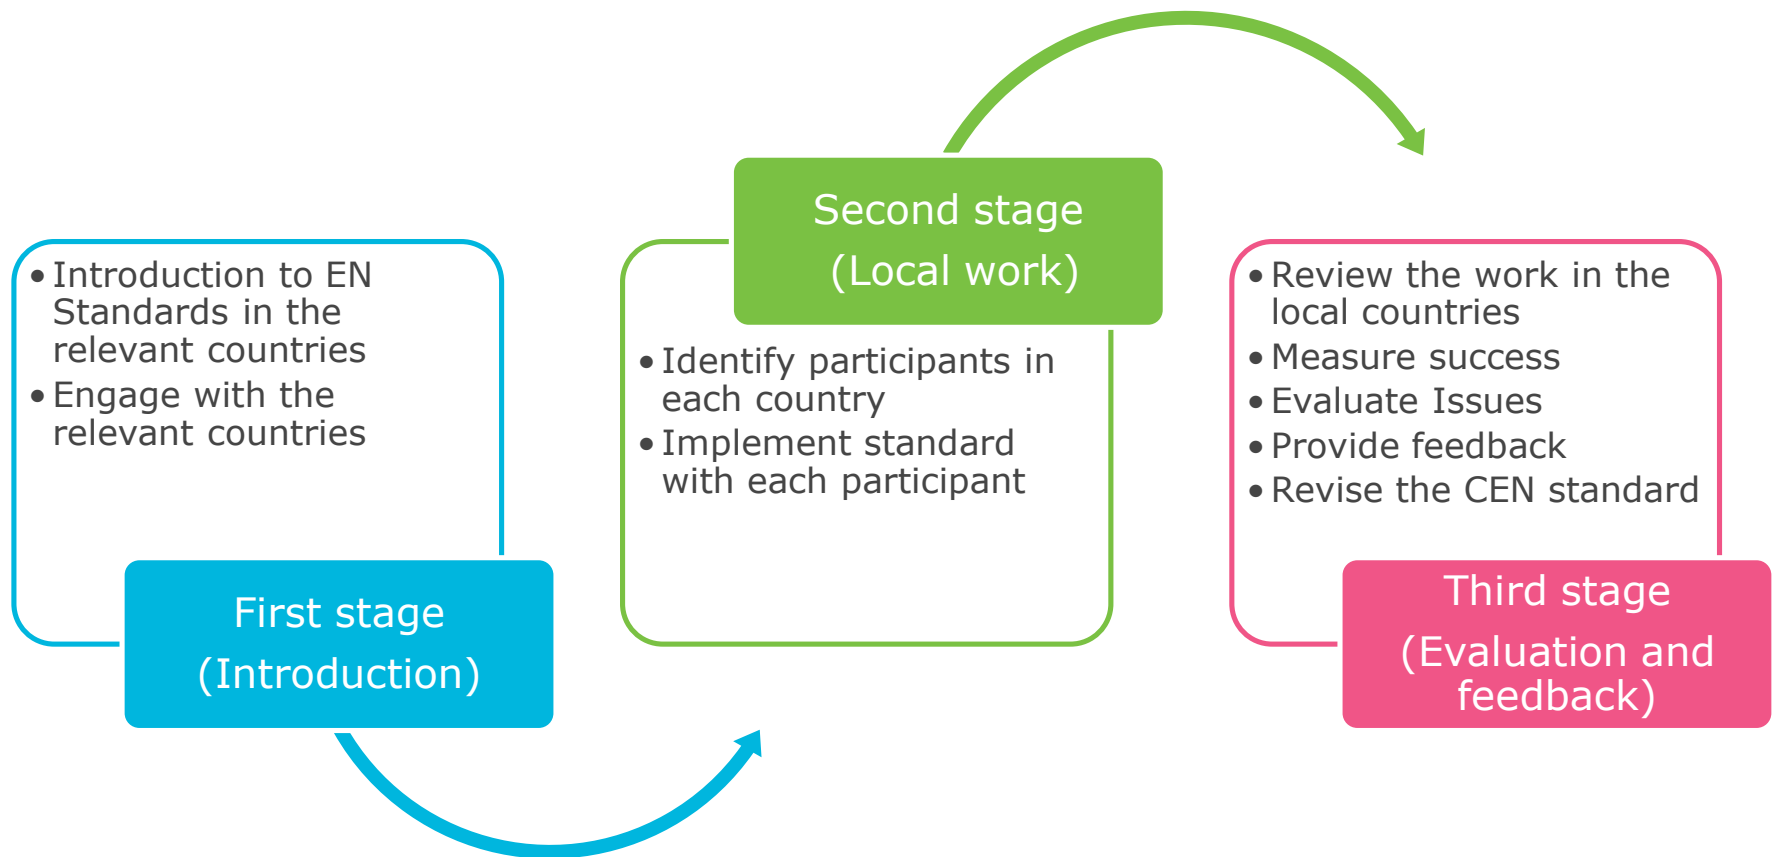 • Introduction to EN
Standards in the
relevant countries
• Engage with the
relevant countries
First stage
(Introduction)
Second stage
(Local work)
• Identify participants in
each country
• Implement standard
with each participant
• Review the work in the
local countries
• Measure success
• Evaluate Issues
• Provide feedback
• Revise the CEN standard
Third stage
(Evaluation and
feedback)